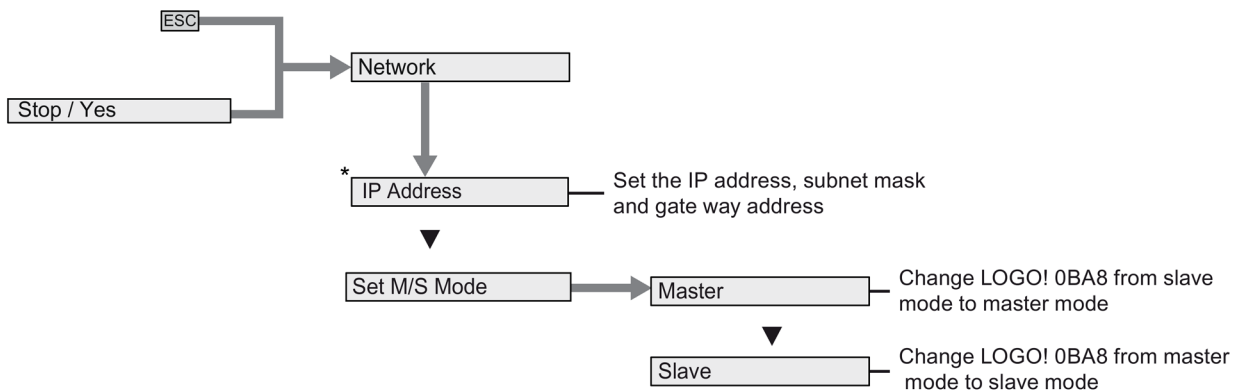 ESC
Network
Stop / Yes
*
IP Address
Set the IP address, subnet mask
and gate way address
Set M/S Mode
Master
Change LOGO! 0BA8 from slave
mode to master mode
Slave
Change LOGO! 0BA8 from master
mode to slave mode